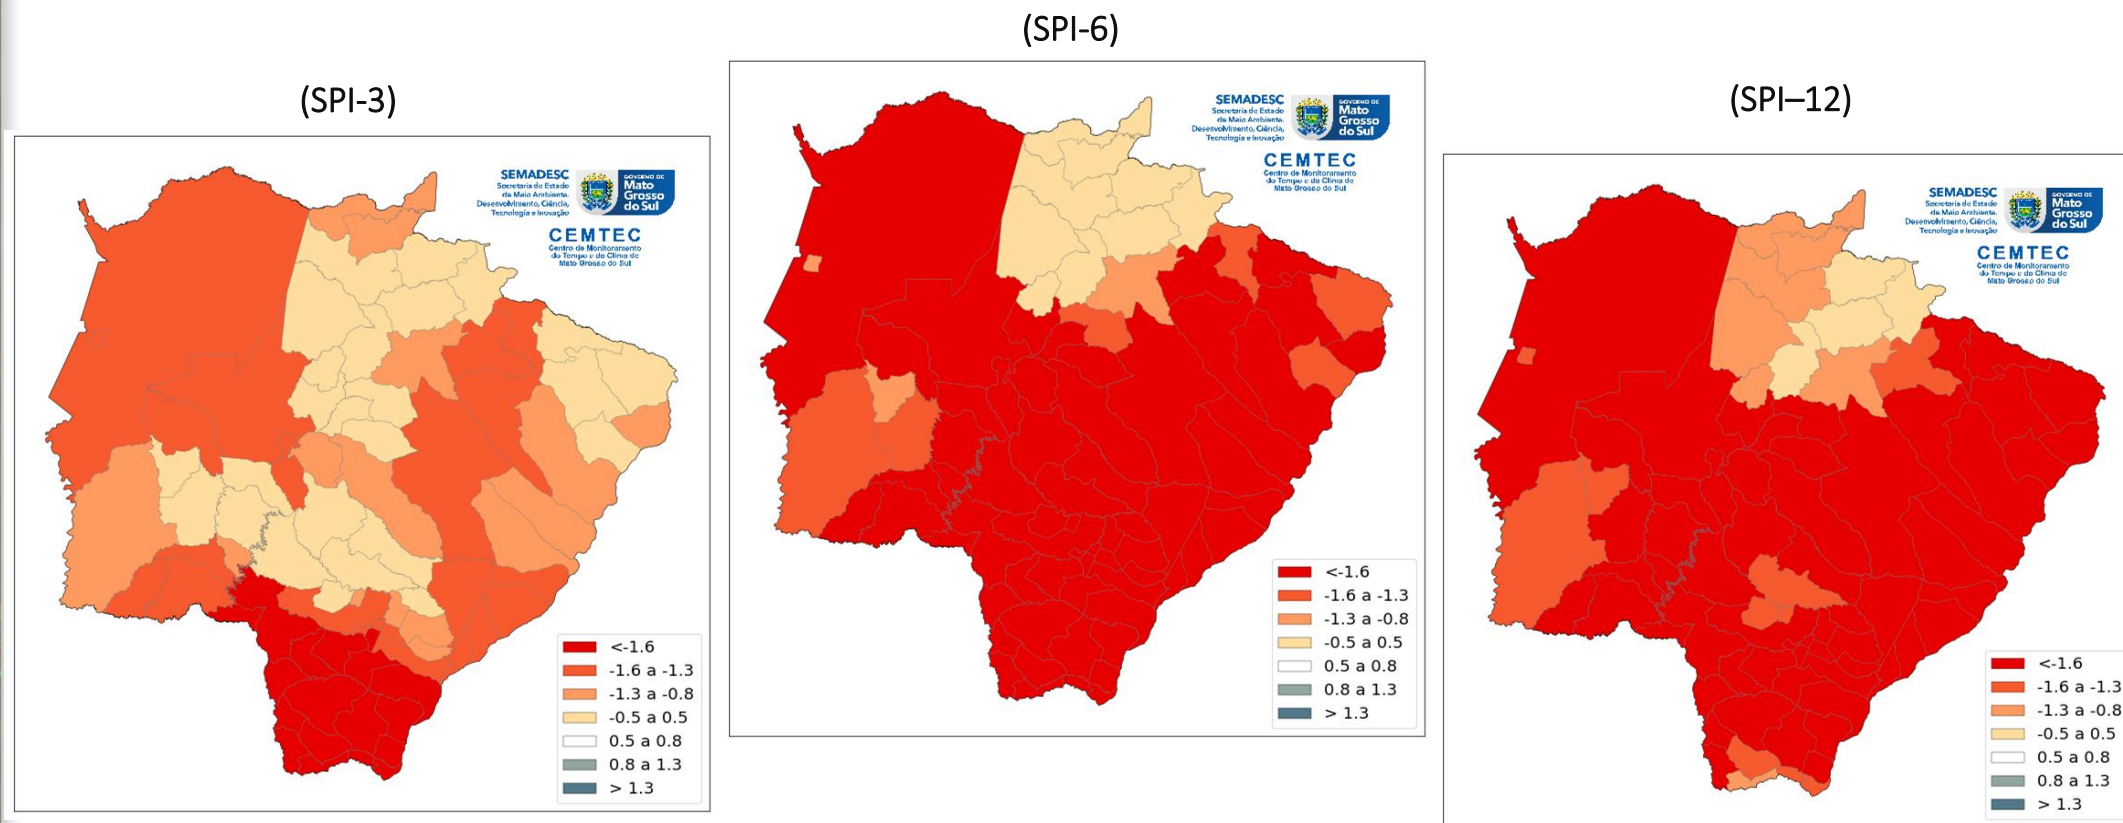 (SPI-3)
SEMADESC
Secretaria de Estado
de Meio Ambiente,
Desenvolvimento, Ciência,
Tecnologia e Inovação
GOVERNO DE
Mato
Grosso
do Sul
CEMTEC
Centro de Monitoramento
do Tempo e do Clima de
Mato Grosso do Sul
<-1.6
-1.6 a -1.3
-1.3 a -0.8
-0.5 a 0.5
0.5 a 0.8
0.8 a 1.3
> 1.3
(SPI-6)
SEMADESC
Secretaria de Estado
de Meio Ambiente,
Desenvolvimento, Ciência,
Tecnologia e Inovação
GOVERNO DE
Mato
Grosso
do Sul
CEMTEC
Centro de Monitoramento
do Tempo e do Clima de
Mato Grosso do Sul
<-1.6
-1.6 a -1.3
-1.3 a -0.8
-0.5 a 0.5
0.5 a 0.8
0.8 a 1.3
> 1.3
(SPI–12)
SEMADESC
Secretaria de Estado
de Meio Ambiente,
Desenvolvimento, Ciência,
Tecnologia e Inovação
GOVERNO DE
Mato
Grosso
do Sul
CEMTEC
Centro de Monitoramento
do Tempo e do Clima de
Mato Grosso do Sul
<-1.6
-1.6 a -1.3
-1.3 a -0.8
-0.5 a 0.5
0.5 a 0.8
0.8 a 1.3
> 1.3